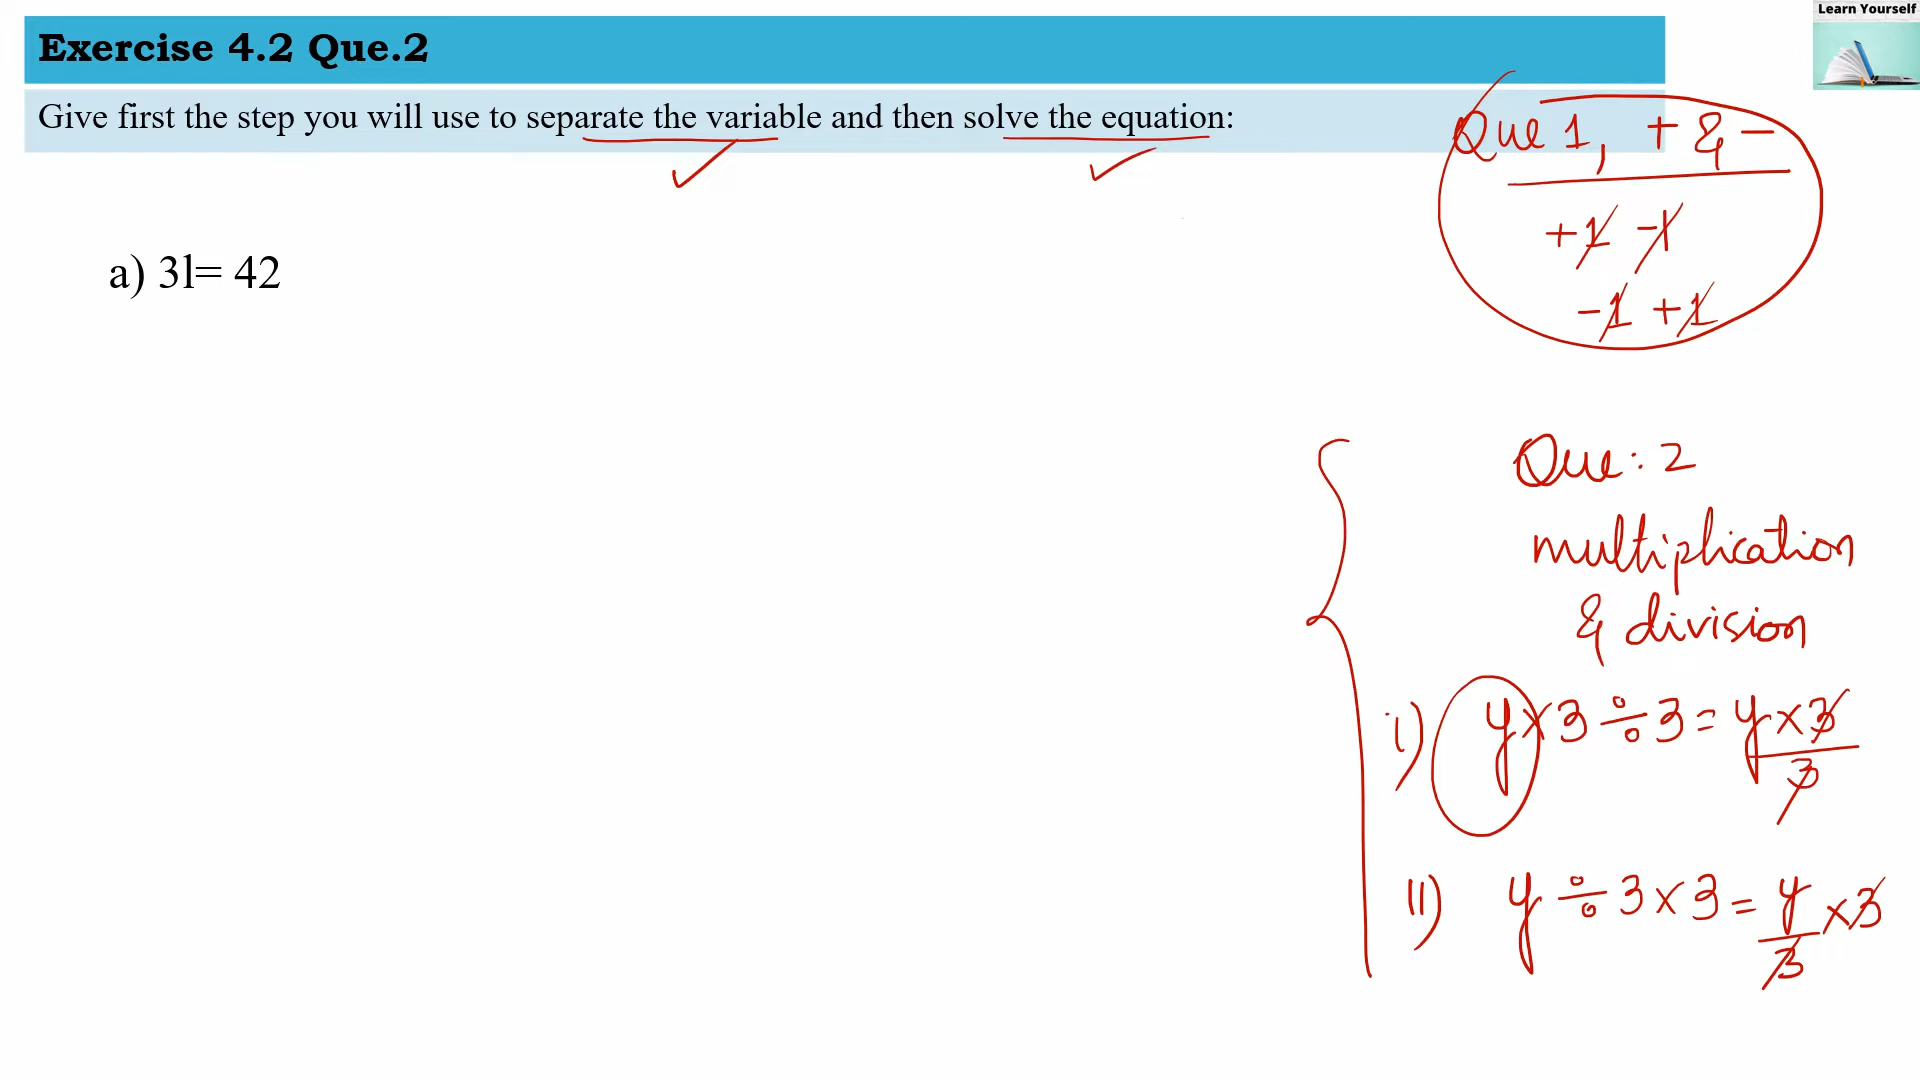 Exercise 4.2 Que.2
Learn Yourself
Give first the step you will use to separate the variable and then solve the equation:
Que 1, + & -
+1 -1
-1 +1
a) 3l= 42
Que: 2
multiplication
& division
i) y×3÷3 = y×3/3
ii) y÷3×3 = y/3 ×3